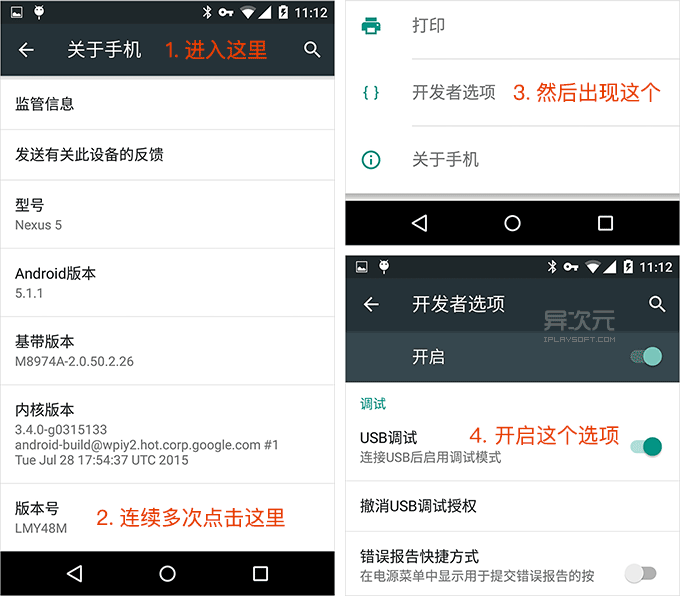 11:12
关于手机
1. 进入这里
监管信息
发送有关此设备的反馈
型号
Nexus 5
Android版本
5.1.1
基带版本
M8974A-2.0.50.2.26
内核版本
3.4.0-g0315133
android-build@wpiy2.hot.corp.google.com #1
Tue Jul 28 17:54:37 UTC 2015
版本号
LMY48M
2. 连续多次点击这里
打印
{ } 开发者选项
3. 然后出现这个
关于手机
11:12
开发者选项
异次元
IPLAYSOFT.COM
开启
调试
USB调试
连接USB后启用调试模式
4. 开启这个选项
撤消USB调试授权
错误报告快捷方式
在电源菜单中显示用于提交错误报告的按